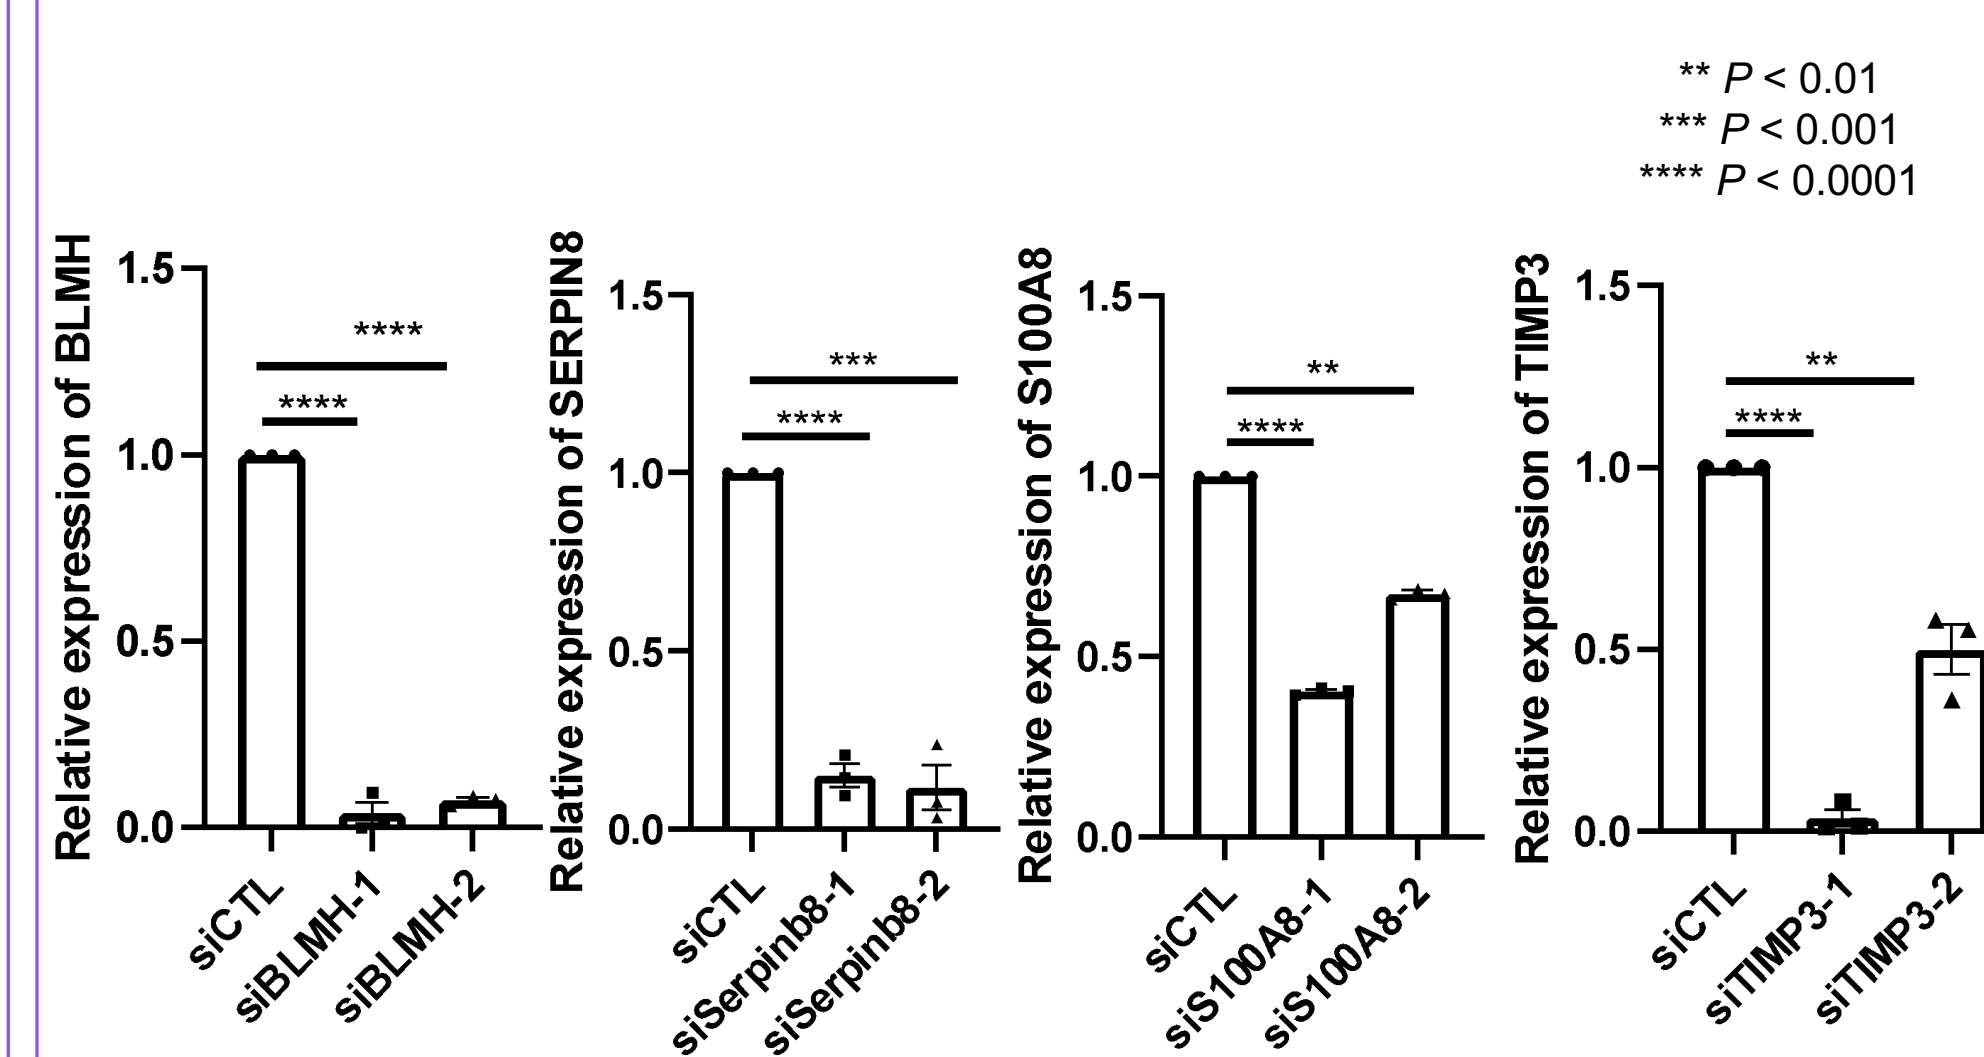 ** P < 0.01
*** P < 0.001
**** P < 0.0001
Relative expression of BLMH
1.5
1.0
0.5
0.0
****
****
siCTL
siBLMH-1
siBLMH-2
Relative expression of SERPIN8
1.5
1.0
0.5
0.0
***
****
siCTL
siSerpinb8-1
siSerpinb8-2
Relative expression of S100A8
1.5
1.0
0.5
0.0
**
****
siCTL
siS100A8-1
siS100A8-2
Relative expression of TIMP3
1.5
1.0
0.5
0.0
**
****
siCTL
siTIMP3-1
siTIMP3-2